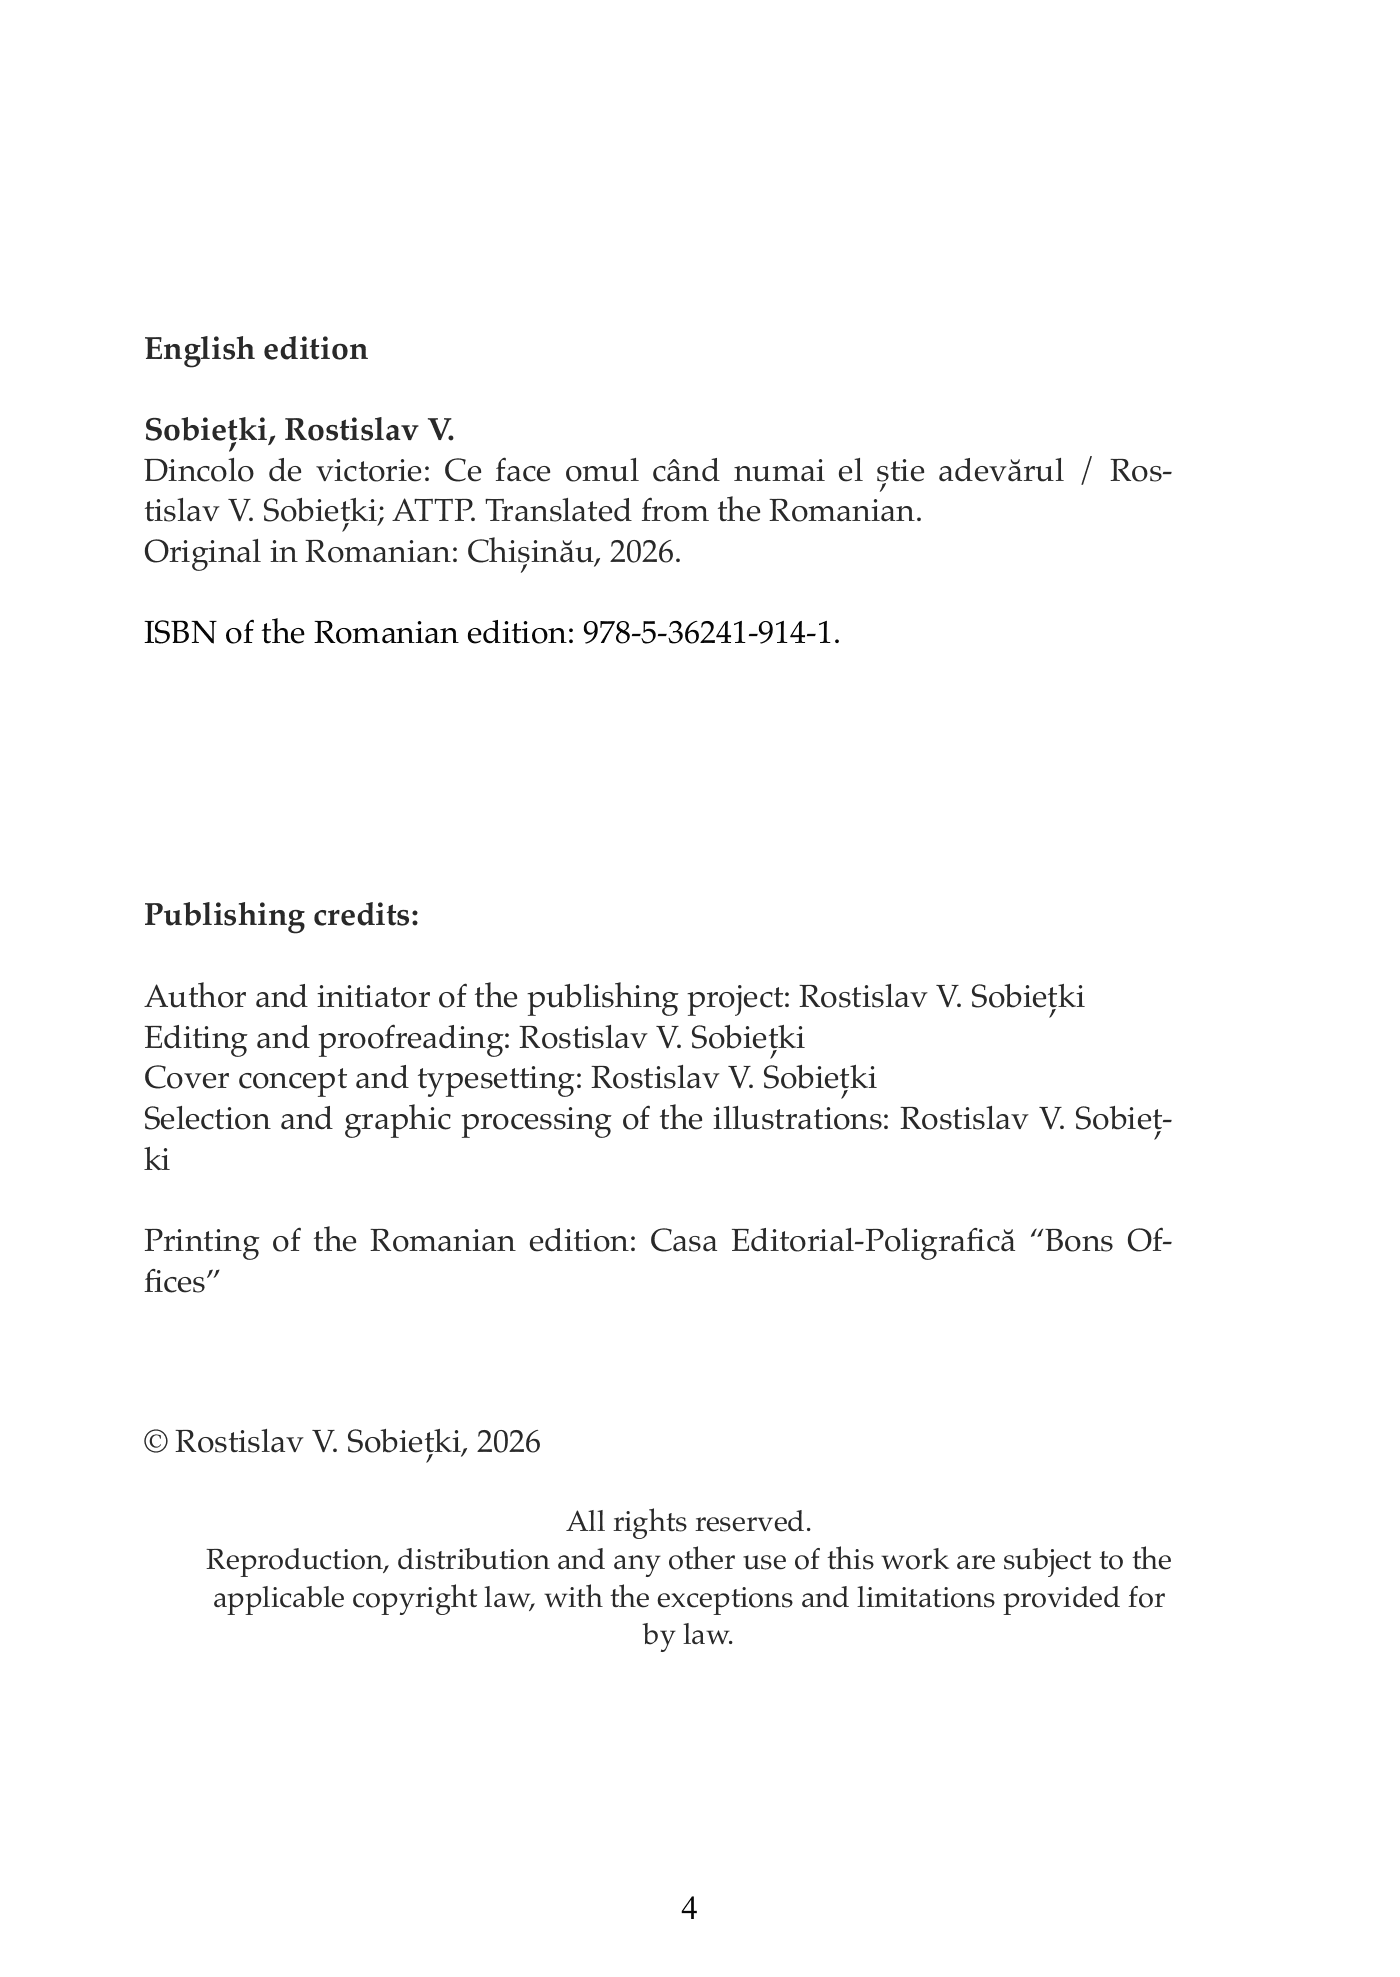 English edition
Sobiețki, Rostislav V.
Dincolo de victorie: Ce face omul când numai el știe adevărul / Ros-
tislav V. Sobiețki; ATTP. Translated from the Romanian.
Original in Romanian: Chișinău, 2026.
ISBN of the Romanian edition: 978-5-36241-914-1.
Publishing credits:
Author and initiator of the publishing project: Rostislav V. Sobiețki
Editing and proofreading: Rostislav V. Sobiețki
Cover concept and typesetting: Rostislav V. Sobiețki
Selection and graphic processing of the illustrations: Rostislav V. Sobieț-
ki
Printing of the Romanian edition: Casa Editorial-Poligrafică “Bons Of-
fices”
© Rostislav V. Sobiețki, 2026
All rights reserved.
Reproduction, distribution and any other use of this work are subject to the
applicable copyright law, with the exceptions and limitations provided for
by law.
4